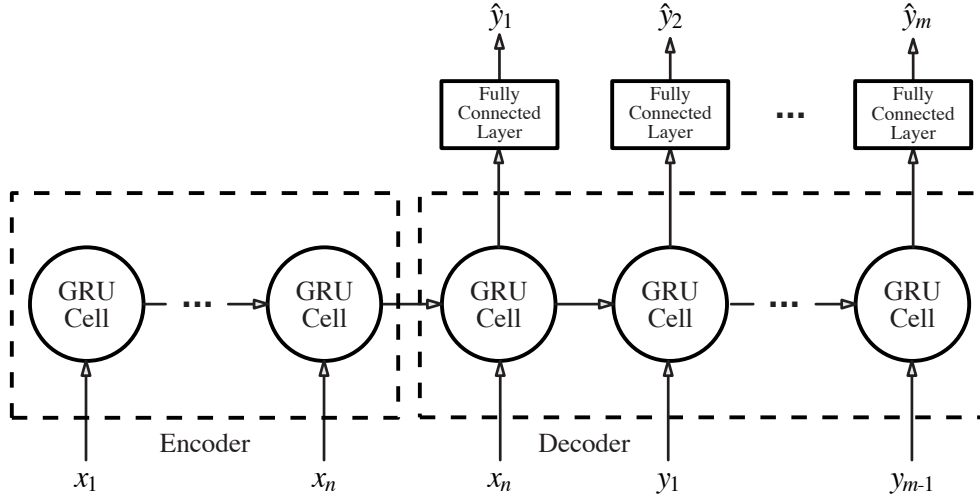 ŷ₁ ŷ₂ ŷₘ
Fully Connected Layer
Fully Connected Layer
...
Fully Connected Layer
GRU Cell
...
GRU Cell
GRU Cell
GRU Cell
...
GRU Cell
Encoder
Decoder
x₁ xₙ xₙ y₁ yₘ₋₁